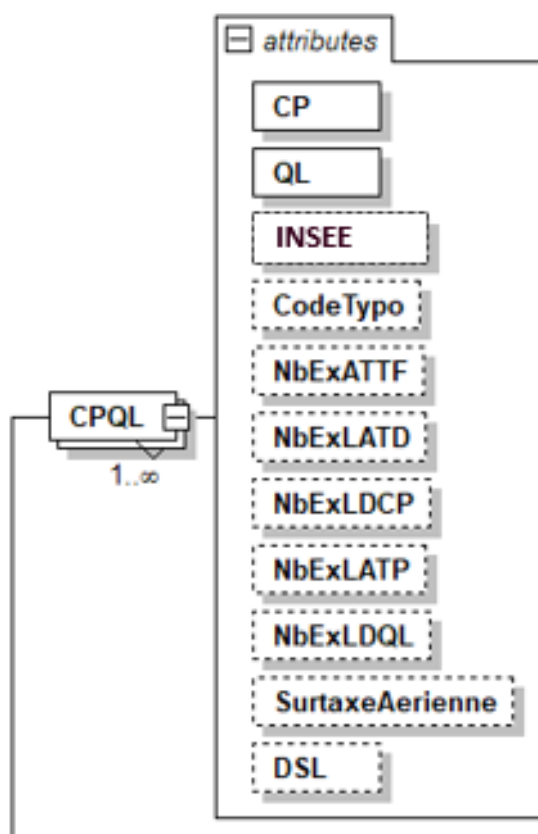 attributes
CP
QL
INSEE
CodeTypo
NbExATTF
NbExLATD
CPQL
1..∞
NbExLDCP
NbExLATP
NbExLDQL
SurtaxeAerienne
DSL